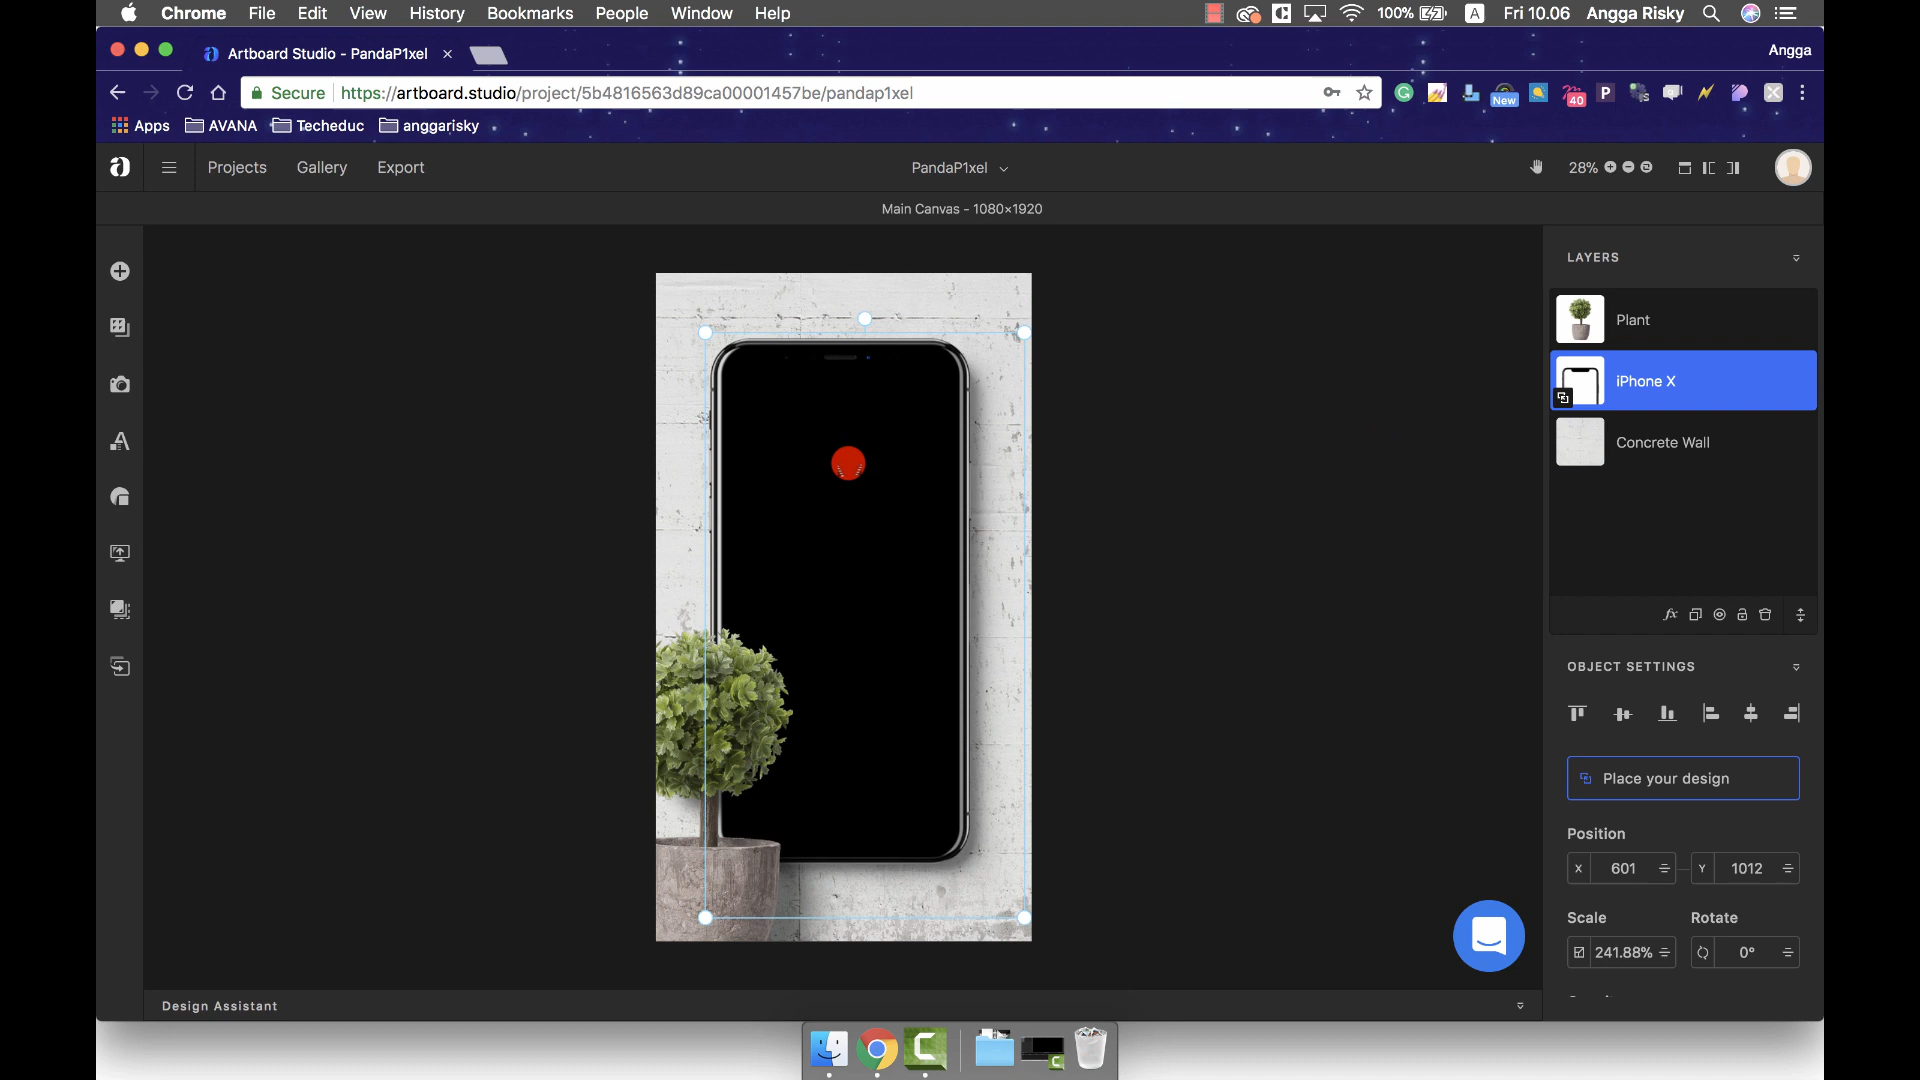 Chrome File Edit View History Bookmarks People Window Help 100% A Fri 10.06 Angga Risky
Artboard Studio - PandaP1xel Angga
Secure https://artboard.studio/project/5b4816563d89ca00001457be/pandap1xel New 40 P
Apps AVANA Techeduc anggarisky
Projects Gallery Export PandaP1xel 28%
Main Canvas - 1080×1920
LAYERS
Plant
iPhone X
Concrete Wall
fx
OBJECT SETTINGS
Place your design
Position
X 601 Y 1012
Scale Rotate
241.88% 0°
Design Assistant